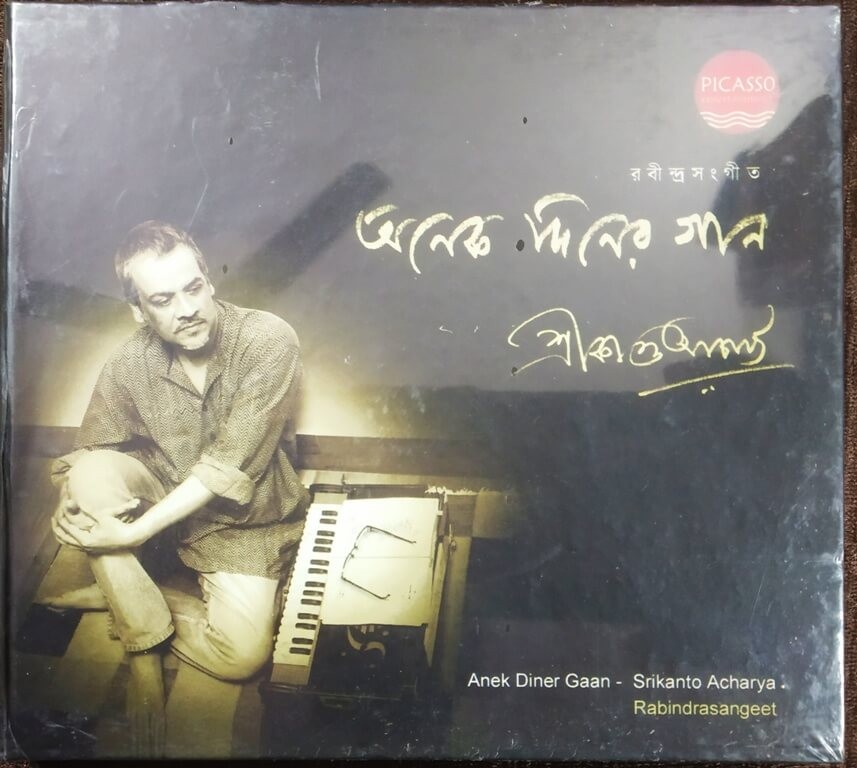 PICASSO
রবীন্দ্রসংগীত
অনেক দিনের গান
শ্রীকান্ত আচার্য
Anek Diner Gaan - Srikanto Acharya.
Rabindrasangeet